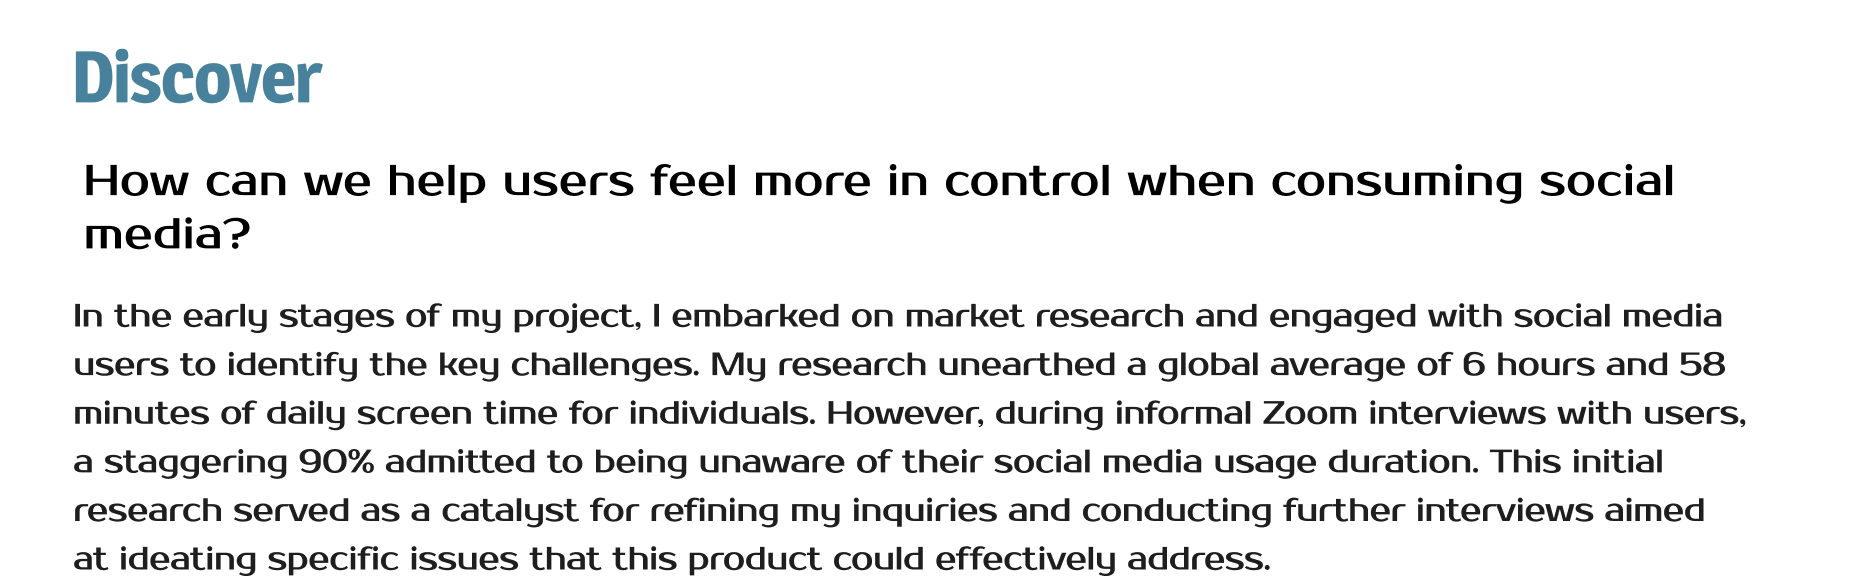 Discover
How can we help users feel more in control when consuming social
media?
In the early stages of my project, I embarked on market research and engaged with social media
users to identify the key challenges. My research unearthed a global average of 6 hours and 58
minutes of daily screen time for individuals. However, during informal Zoom interviews with users,
a staggering 90% admitted to being unaware of their social media usage duration. This initial
research served as a catalyst for refining my inquiries and conducting further interviews aimed
at ideating specific issues that this product could effectively address.